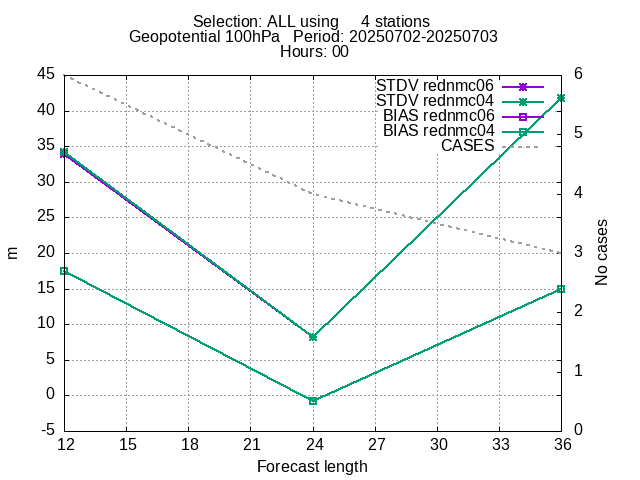 Selection: ALL using     4 stations
Geopotential 100hPa   Period: 20250702-20250703
Hours: 00
STDV rednmc06
STDV rednmc04
BIAS rednmc06
BIAS rednmc04
CASES
45
40
35
30
25
20
15
10
5
0
-5
m
6
5
4
3
2
1
0
No cases
12 15 18 21 24 27 30 33 36
Forecast length